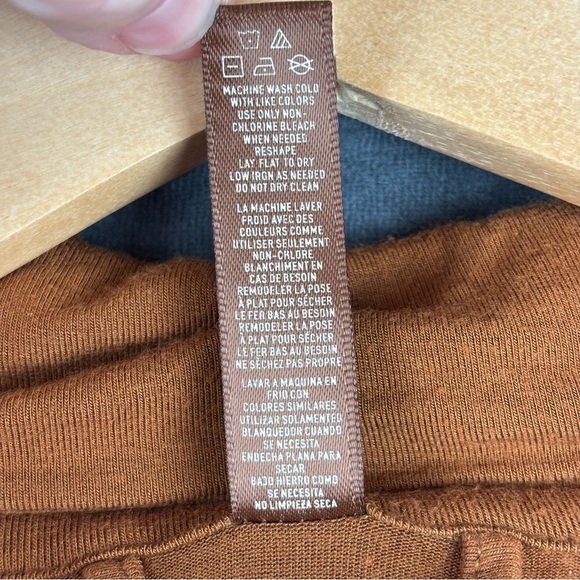 MACHINE WASH COLD
WITH LIKE COLORS
USE ONLY NON-
CHLORINE BLEACH
WHEN NEEDED
RESHAPE
LAY FLAT TO DRY
LOW IRON AS NEEDED
DO NOT DRY CLEAN
LA MACHINE LAVER
FROID AVEC DES
COULEURS COMME
UTILISER SEULEMENT
NON-CHLORE
BLANCHIMENT EN
CAS DE BESOIN
REMODELER LA POSE
À PLAT POUR SÉCHER
LE FER BAS AU BESOIN
REMODELER LA POSE
À PLAT POUR SÉCHER
LE FER BAS AU BESOIN
NE SÉCHEZ PAS PROPRE
LAVAR A MAQUINA EN
FRIO CON
COLORES SIMILARES
UTILIZAR SOLAMENTE
BLANQUEDOR CUANDO
SE NECESITA
ENDECHA PLANA PARA
SECAR
BAJO HIERRO COMO
SE NECESITA
NO LIMPIEZA SECA